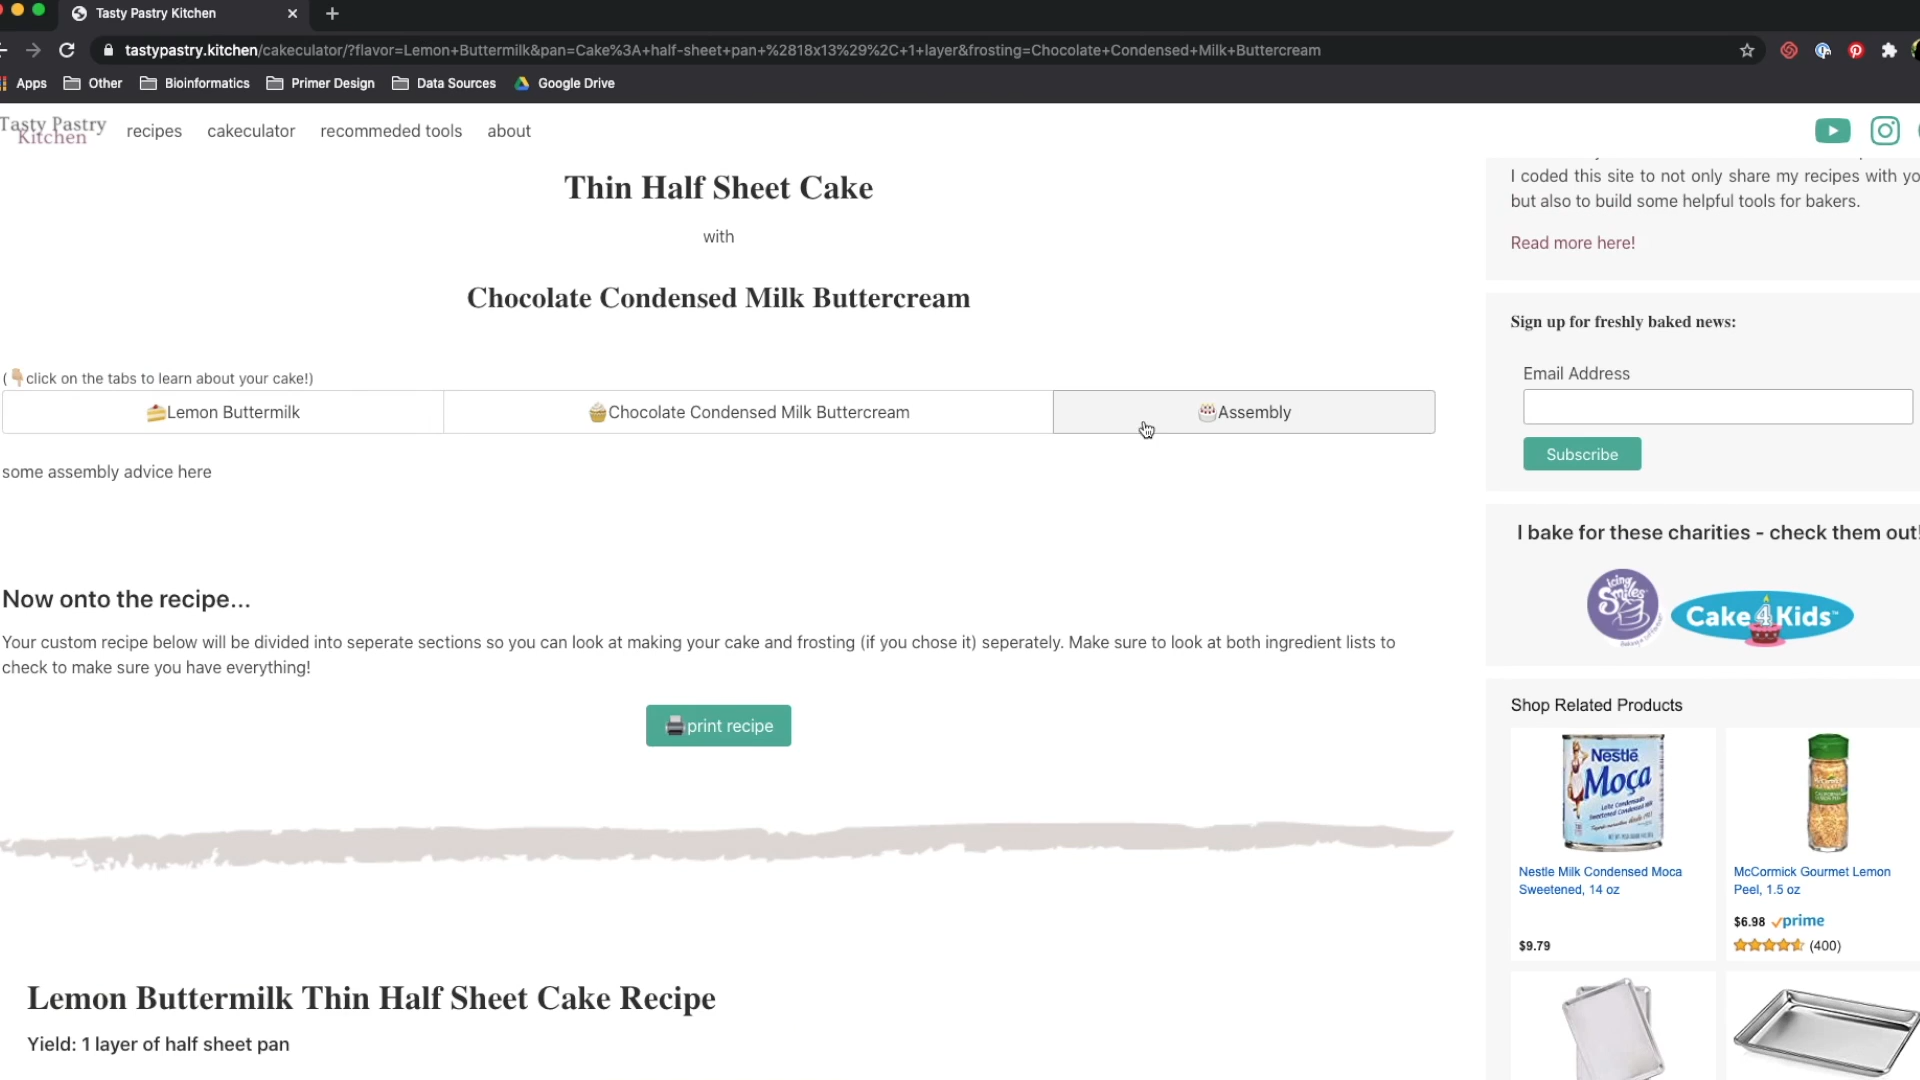 Tasty Pastry Kitchen
tastypastry.kitchen/cakeculator/?flavor=Lemon+Buttermilk&pan=Cake%3A+half-sheet+pan+%2818x13%29%2C+1+layer&frosting=Chocolate+Condensed+Milk+Buttercream
Apps Other Bioinformatics Primer Design Data Sources Google Drive
Tasty Pastry
Kitchen
recipes cakeculator recommeded tools about
Thin Half Sheet Cake
with
Chocolate Condensed Milk Buttercream
(👇click on the tabs to learn about your cake!)
🍰Lemon Buttermilk 🧁Chocolate Condensed Milk Buttercream 🎂Assembly
some assembly advice here
Now onto the recipe...
Your custom recipe below will be divided into seperate sections so you can look at making your cake and frosting (if you chose it) seperately. Make sure to look at both ingredient lists to
check to make sure you have everything!
🖨print recipe
Lemon Buttermilk Thin Half Sheet Cake Recipe
Yield: 1 layer of half sheet pan
I coded this site to not only share my recipes with yo
but also to build some helpful tools for bakers.
Read more here!
Sign up for freshly baked news:
Email Address
Subscribe
I bake for these charities - check them out!
Icing
Smiles
Cake4Kids™
Shop Related Products
Nestlé
Moça
Nestle Milk Condensed Moca
Sweetened, 14 oz
$9.79
McCormick Gourmet Lemon
Peel, 1.5 oz
$6.98 prime
(400)